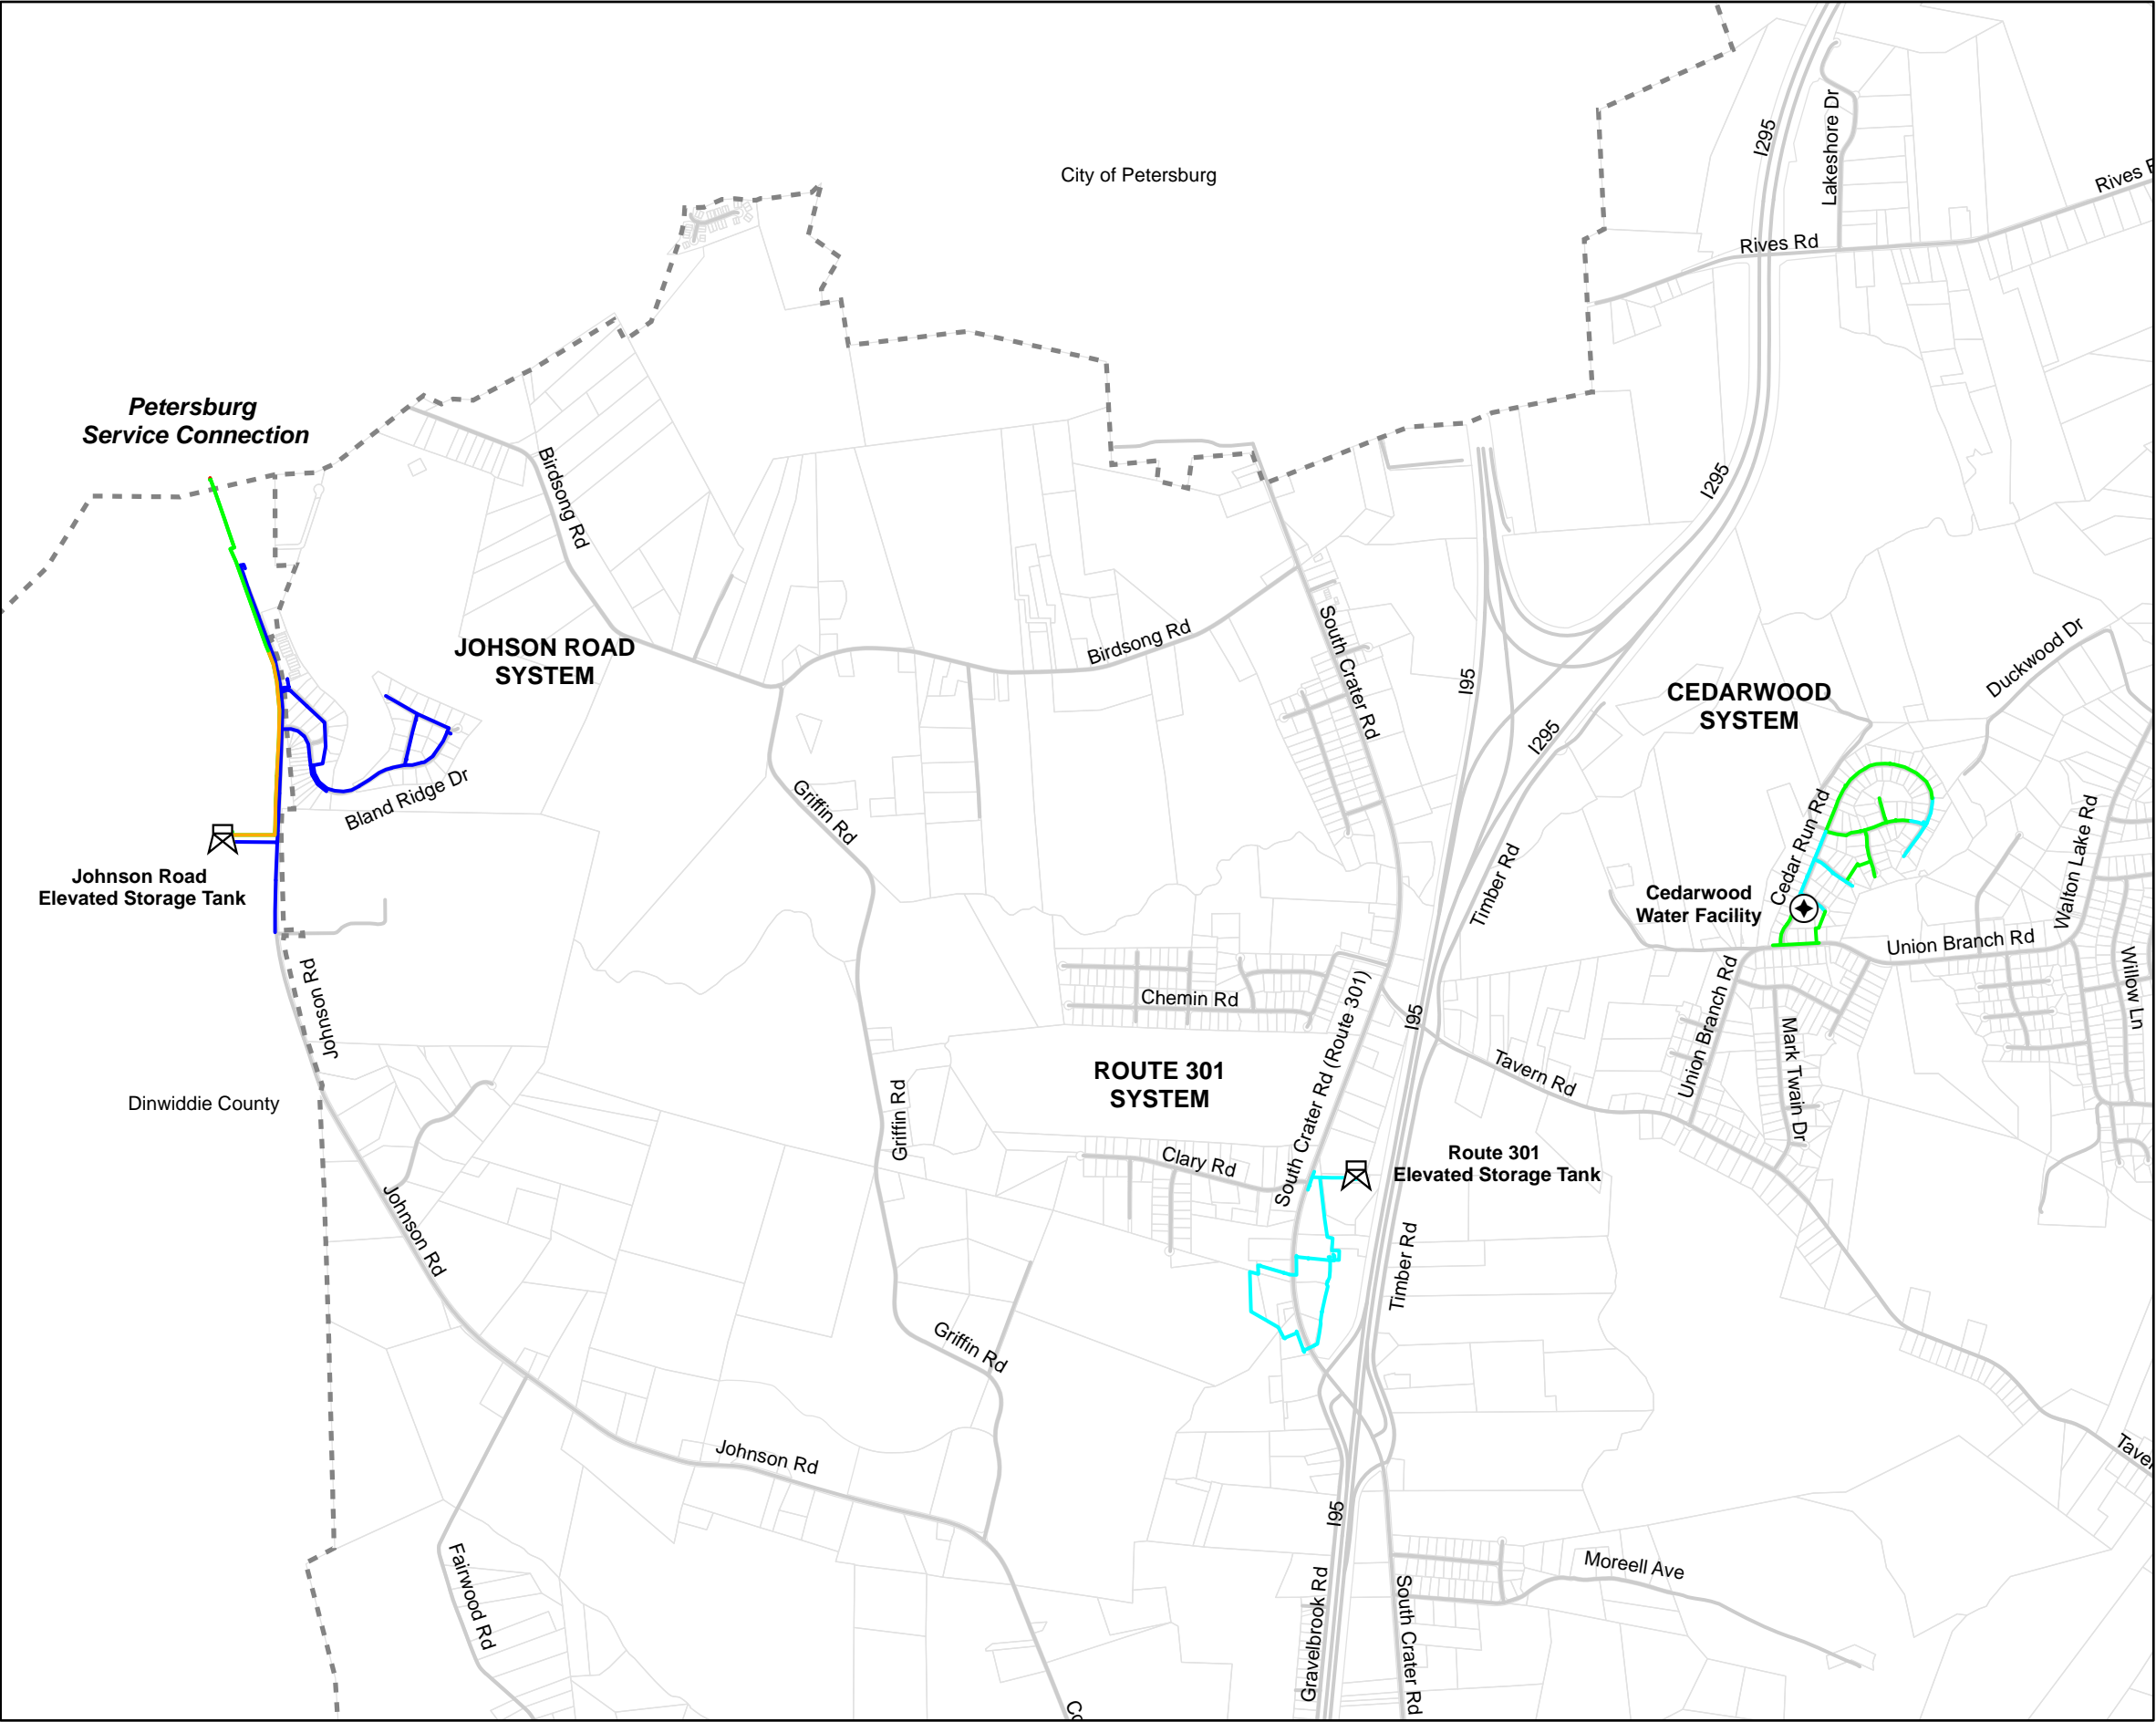 City of Petersburg
I295
Lakeshore Dr
Rives R
Rives Rd
Petersburg
Service Connection
Birdsong Rd
I295
JOHSON ROAD
SYSTEM
Birdsong Rd
South Crater Rd
I95
I295
CEDARWOOD
SYSTEM
Duckwood Dr
Bland Ridge Dr
Griffin Rd
Timber Rd
Cedar Run Rd
Walton Lake Rd
Johnson Road
Elevated Storage Tank
Cedarwood
Water Facility
Union Branch Rd
Willow Ln
Johnson Rd
Chemin Rd
South Crater Rd (Route 301)
I95
Union Branch Rd
Mark Twain Dr
Tavern Rd
Dinwiddie County
Griffin Rd
ROUTE 301
SYSTEM
Clary Rd
Route 301
Elevated Storage Tank
Johnson Rd
Timber Rd
Griffin Rd
Johnson Rd
Taver
I95
Fairwood Rd
Moreell Ave
Gravelbrook Rd
South Crater Rd
Co